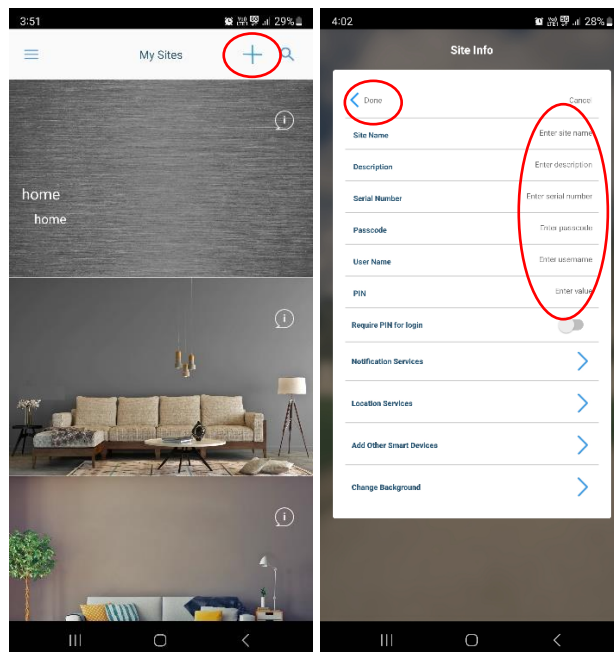 3:51
29%
My Sites
home
home
4:02
28%
Site Info
Done
Cancel
Site Name
Enter site name
Description
Enter description
Serial Number
Enter serial number
Passcode
Enter passcode
User Name
Enter username
PIN
Enter value
Require PIN for login
Notification Services
Location Services
Add Other Smart Devices
Change Background